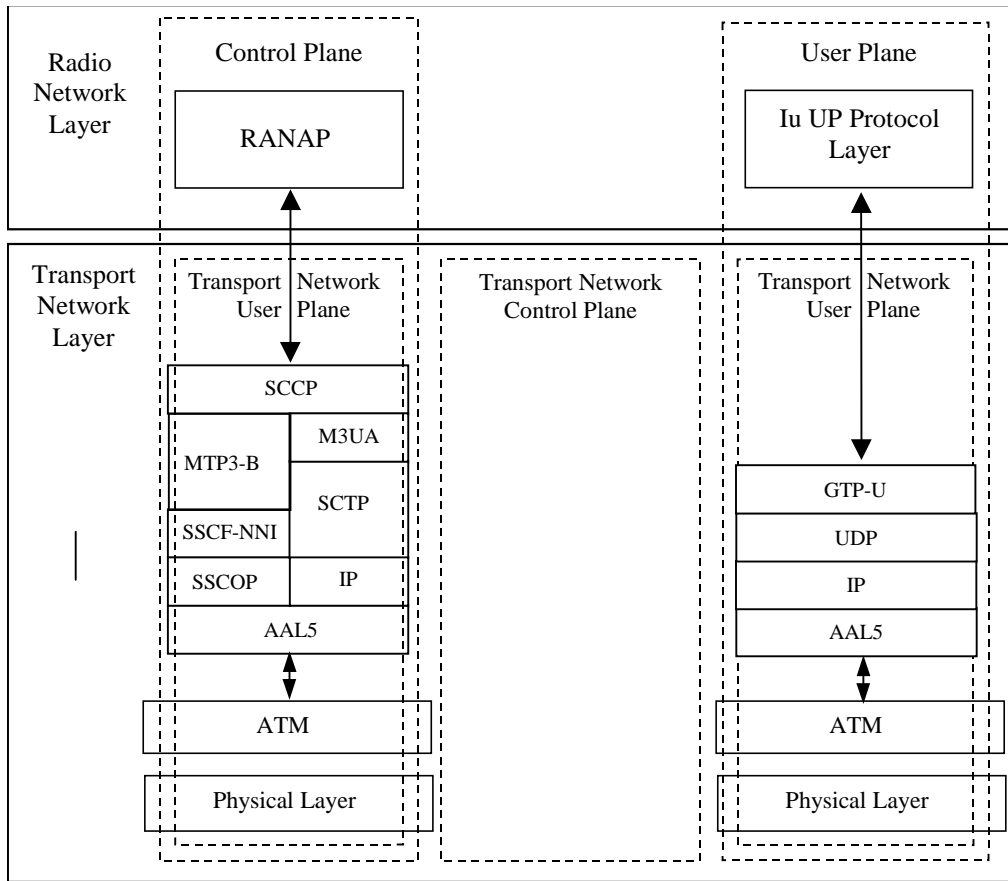 Radio
Network
Layer
Control Plane
RANAP
User Plane
Iu UP Protocol
Layer
Transport
Network
Layer
Transport Network
User Plane
Transport Network
Control Plane
Transport Network
User Plane
SCCP
MTP3-B
M3UA
SCTP
SSCF-NNI
SSCOP
IP
AAL5
ATM
Physical Layer
GTP-U
UDP
IP
AAL5
ATM
Physical Layer